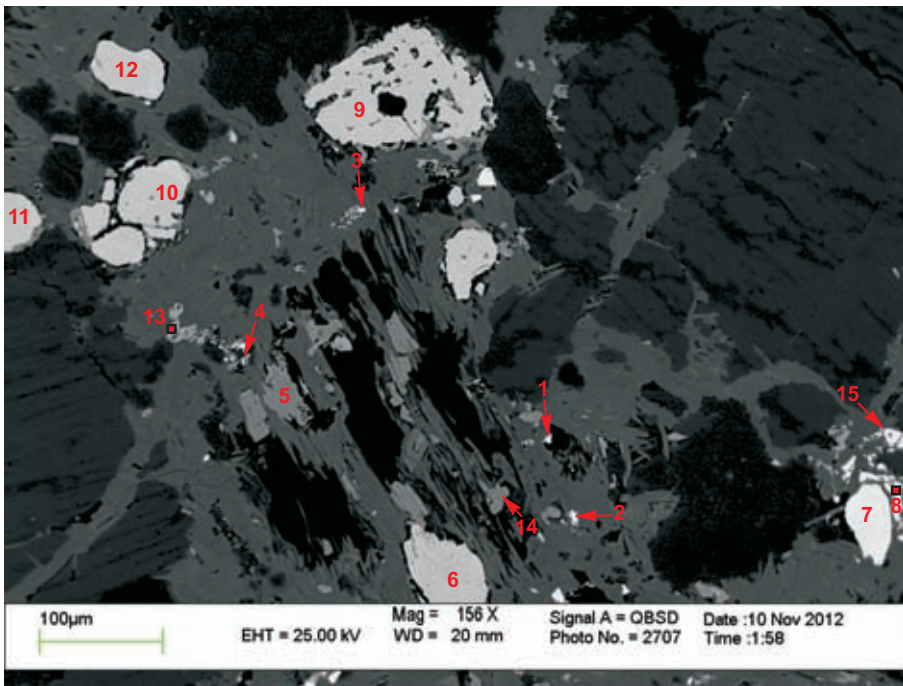 12
9
3
10
11
13
4
5
1
15
8
7
2
14
6
100µm
EHT = 25.00 kV
Mag = 156 X
WD = 20 mm
Signal A = QBSD
Photo No. = 2707
Date :10 Nov 2012
Time :1:58